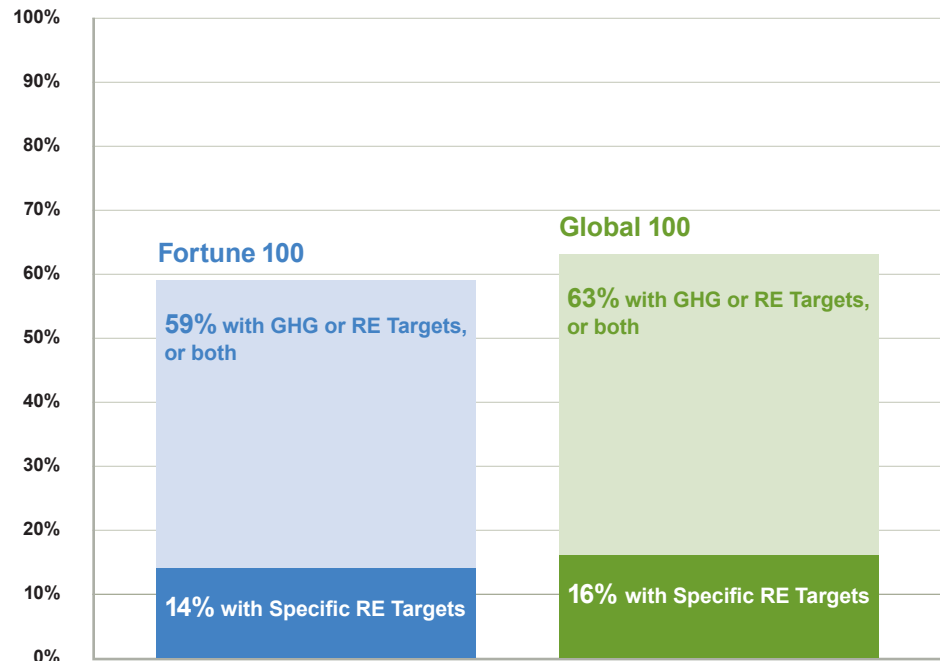 100%
90%
80%
70%
60%
50%
40%
30%
20%
10%
0%
Fortune 100
59% with GHG or RE Targets,
or both
14% with Specific RE Targets
Global 100
63% with GHG or RE Targets,
or both
16% with Specific RE Targets